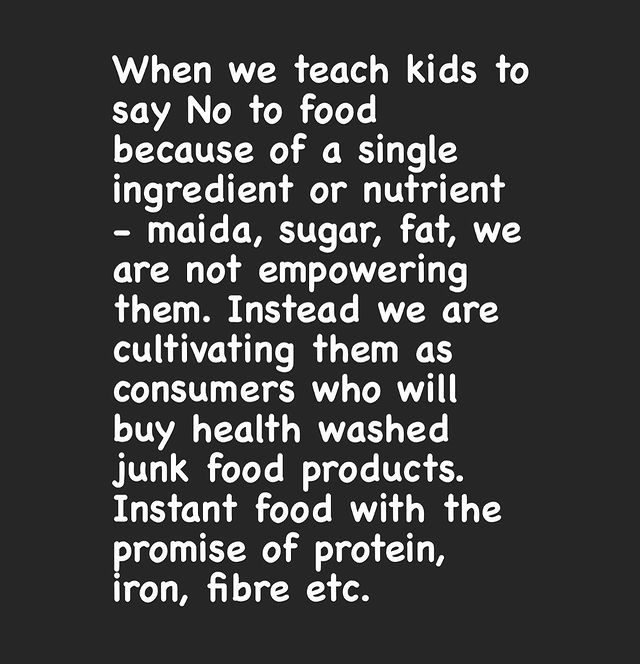 When we teach kids to
say No to food
because of a single
ingredient or nutrient
- maida, sugar, fat, we
are not empowering
them. Instead we are
cultivating them as
consumers who will
buy health washed
junk food products.
Instant food with the
promise of protein,
iron, fibre etc.